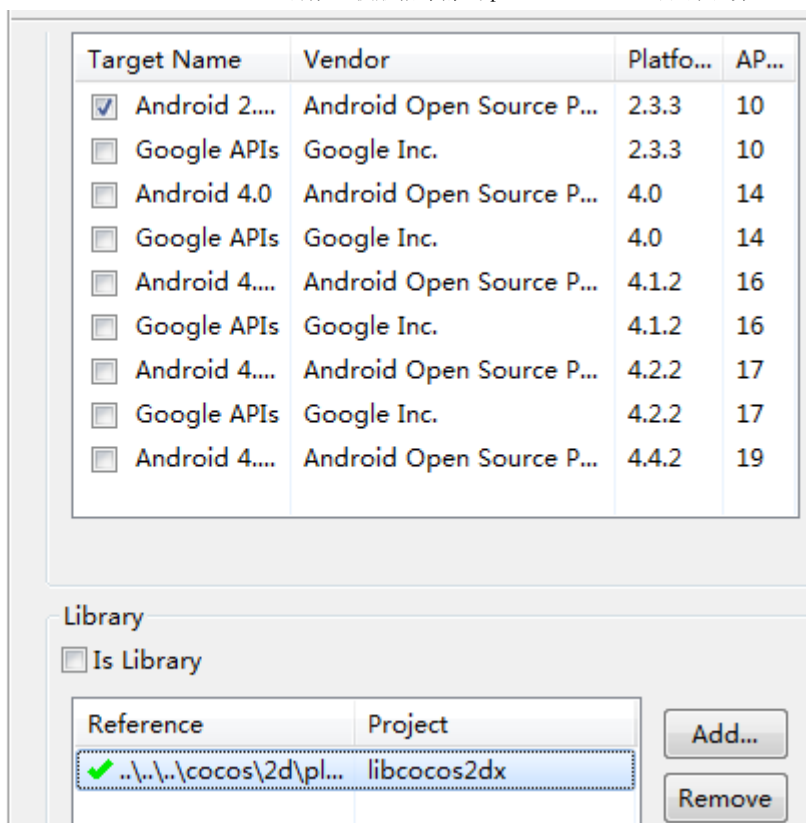 Target Name Vendor Platfo... AP...
Android 2.... Android Open Source P... 2.3.3 10
Google APIs Google Inc. 2.3.3 10
Android 4.0 Android Open Source P... 4.0 14
Google APIs Google Inc. 4.0 14
Android 4.... Android Open Source P... 4.1.2 16
Google APIs Google Inc. 4.1.2 16
Android 4.... Android Open Source P... 4.2.2 17
Google APIs Google Inc. 4.2.2 17
Android 4.... Android Open Source P... 4.4.2 19
Library
Is Library
Reference Project
Add...
..\..\..\cocos\2d\pl... libcocos2dx
Remove